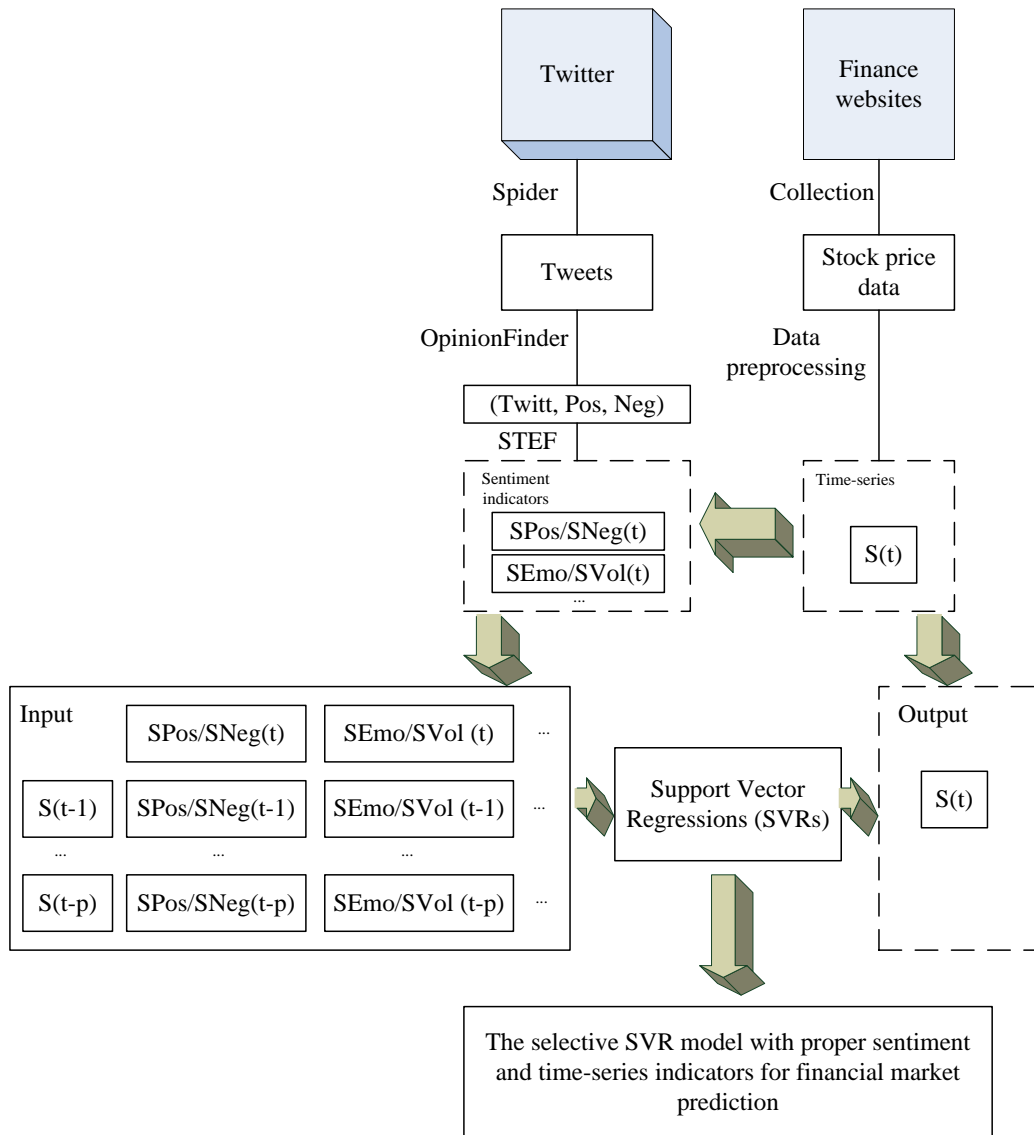 Twitter
Finance
websites
Spider
Collection
Tweets
Stock price
data
OpinionFinder
Data
preprocessing
(Twitt, Pos, Neg)
STEF
Sentiment
indicators
Time-series
SPos/SNeg(t)
SEmo/SVol(t)
...
S(t)
Input
SPos/SNeg(t)
SEmo/SVol (t)
...
S(t-1)
SPos/SNeg(t-1)
SEmo/SVol (t-1)
...
...
...
...
S(t-p)
SPos/SNeg(t-p)
SEmo/SVol (t-p)
...
Support Vector
Regressions (SVRs)
Output
S(t)
The selective SVR model with proper sentiment
and time-series indicators for financial market
prediction